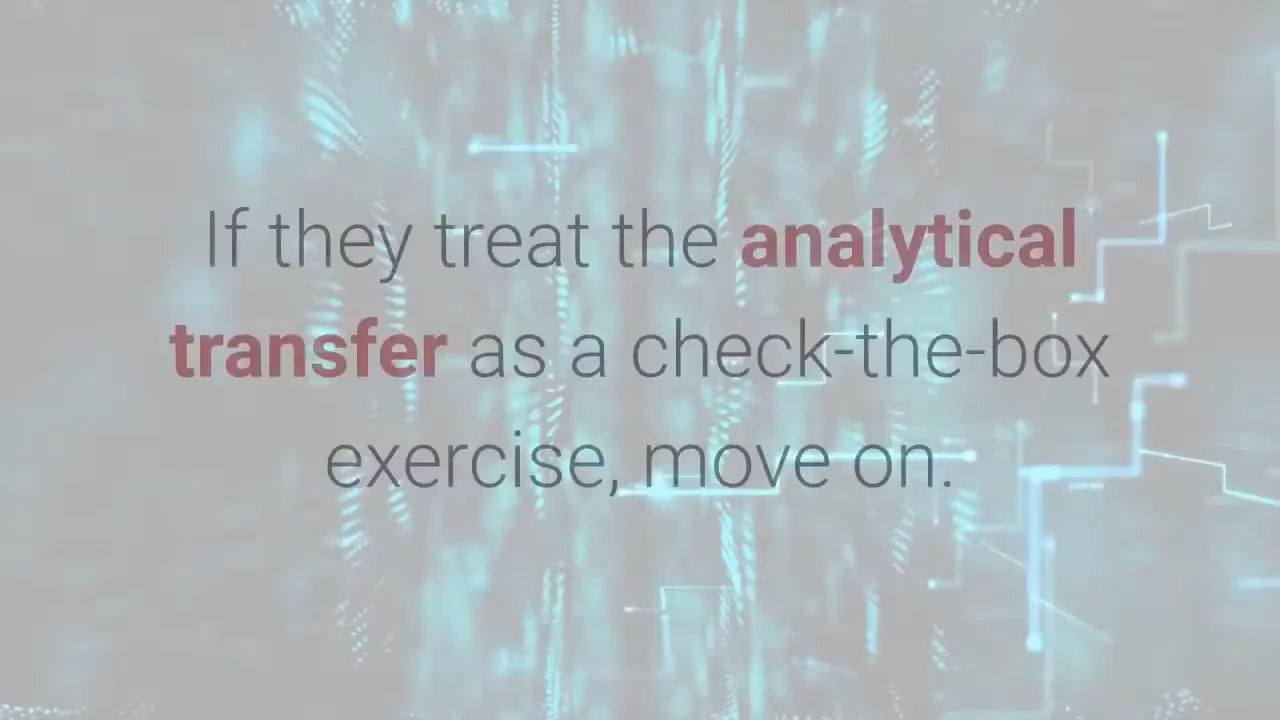 If they treat the analytical
transfer as a check-the-box
exercise, move on.